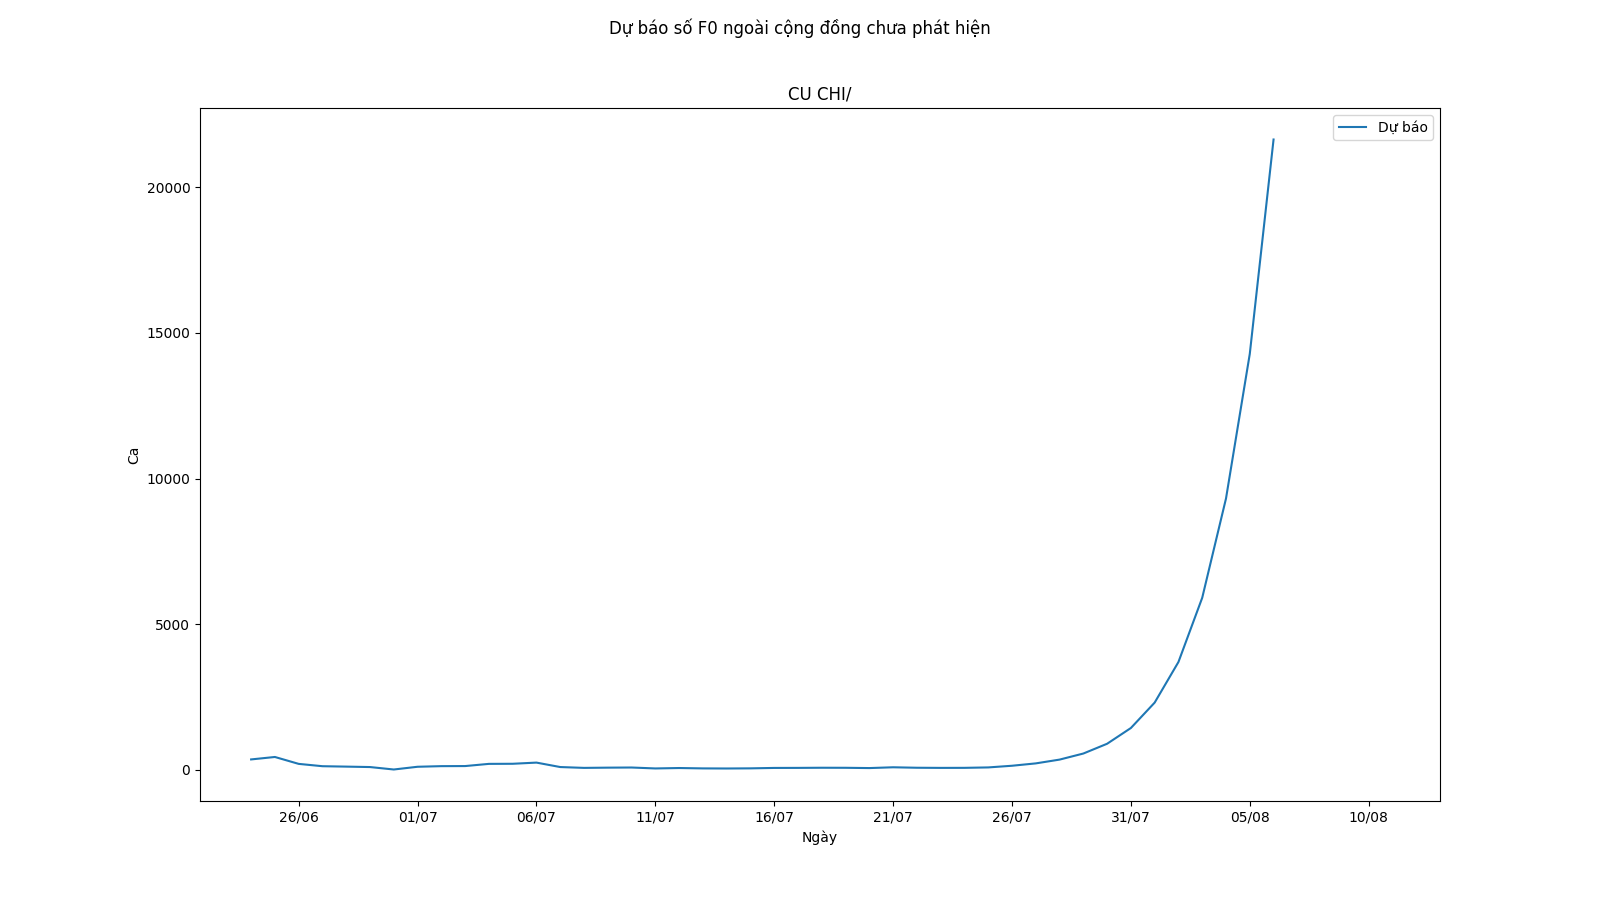 Dự báo số F0 ngoài cộng đồng chưa phát hiện
CU CHI/
Dự báo
20000
15000
10000
5000
0
Ca
26/06 01/07 06/07 11/07 16/07 21/07 26/07 31/07 05/08 10/08
Ngày